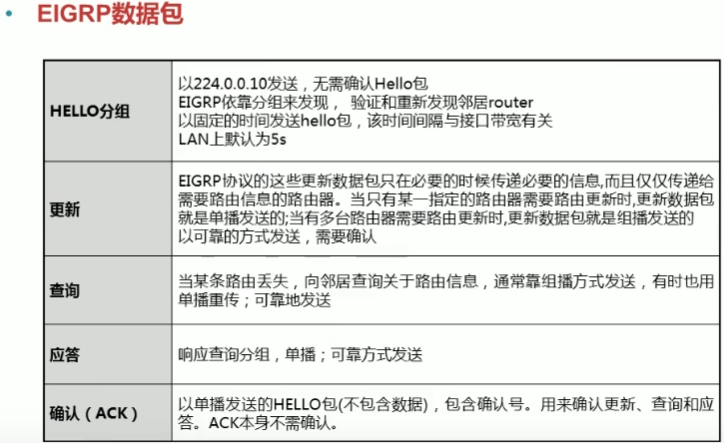 • EIGRP数据包
HELLO分组
以224.0.0.10发送，无需确认Hello包
EIGRP依靠分组来发现， 验证和重新发现邻居router
以固定的时间发送hello包，该时间间隔与接口带宽有关
LAN上默认为5s
更新
EIGRP协议的这些更新数据包只在必要的时候传递必要的信息,而且仅仅传递给
需要路由信息的路由器。当只有某一指定的路由器需要路由更新时,更新数据包
就是单播发送的;当有多台路由器需要路由更新时,更新数据包就是组播发送的
以可靠的方式发送，需要确认
查询
当某条路由丢失，向邻居查询关于路由信息，通常靠组播方式发送，有时也用
单播重传；可靠地发送
应答
响应查询分组，单播；可靠方式发送
确认（ACK）
以单播发送的HELLO包(不包含数据)，包含确认号。用来确认更新、查询和应
答。ACK本身不需确认。